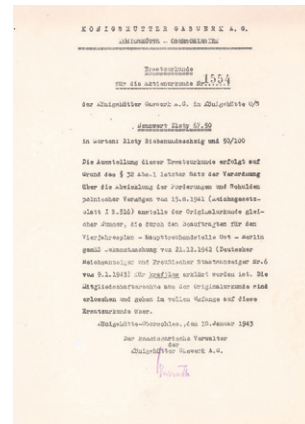 KÖNIGSHÜTTER GASWERK A.G.
KÖNIGSHÜTTE - OBERSCHLESIEN
Ersatzurkunde
für die Aktienurkunde Nr. 1554
der Königshütter Gaswerk A.G. in Königshütte O/S
Nennwert Zloty 67.50
in Worten: Zloty Siebenundsechzig und 50/100
Die Ausstellung dieser Ersatzurkunde erfolgt auf
Grund des § 32 Abs.1 letzter Satz der Verordnung
über die Abwicklung der Forderungen und Schulden
polnischer Vermögen vom 15.8.1941 (Reichsgesetz-
blatt I S.516) anstelle der Originalurkunde glei-
cher Nummer, die durch den Beauftragten für den
Vierjahresplan - Haupttreuhandstelle Ost - Berlin
gemäß Bekanntmachung vom 21.12.1942 (Deutscher
Reichsanzeiger und Preußischer Staatsanzeiger Nr.6
vom 9.1.1943) für kraftlos erklärt worden ist. Die
Mitgliedschaftsrechte aus der Originalurkunde sind
erloschen und gehen in vollem Umfange auf diese
Ersatzurkunde über.
Königshütte-Oberschles., den 10. Januar 1943
Der kommissarische Verwalter
der
Königshütter Gaswerk A.G.